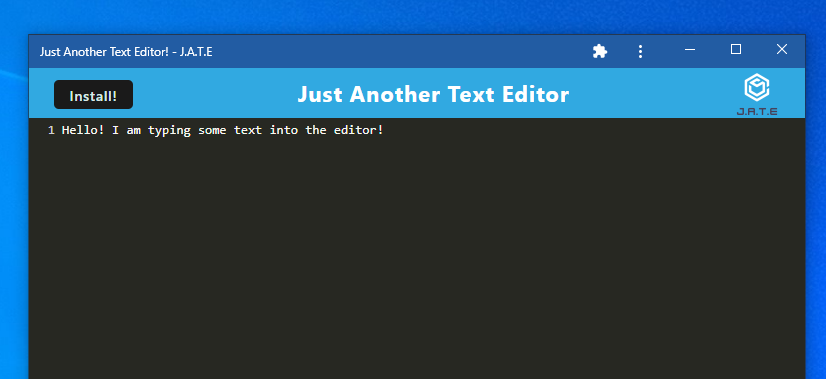 Just Another Text Editor! - J.A.T.E
Install!
Just Another Text Editor
J.A.T.E
1 Hello! I am typing some text into the editor!